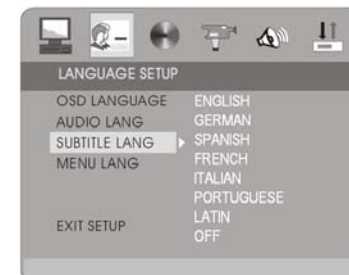 LANGUAGE SETUP
OSD LANGUAGE
AUDIO LANG
SUBTITLE LANG
MENU LANG
EXIT SETUP
ENGLISH
GERMAN
SPANISH
FRENCH
ITALIAN
PORTUGUESE
LATIN
OFF